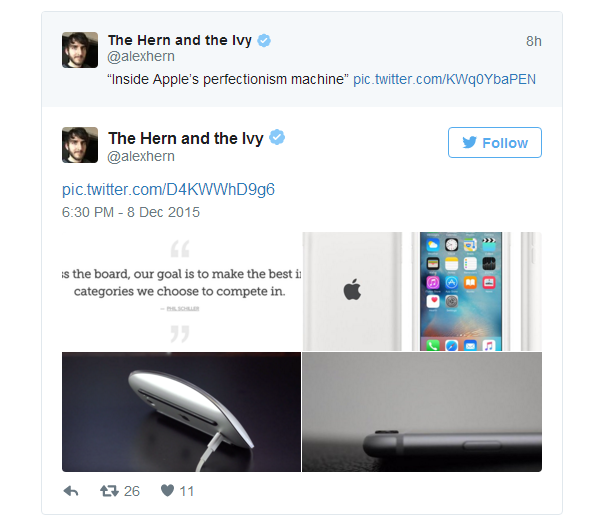 The Hern and the Ivy
8h
@alexhern
“Inside Apple’s perfectionism machine” pic.twitter.com/KWq0YbaPEN
The Hern and the Ivy
Follow
@alexhern
pic.twitter.com/D4KWWhD9g6
6:30 PM - 8 Dec 2015
“
ss the board, our goal is to make the best i
categories we choose to compete in.
— PHIL SCHILLER
”
26
11